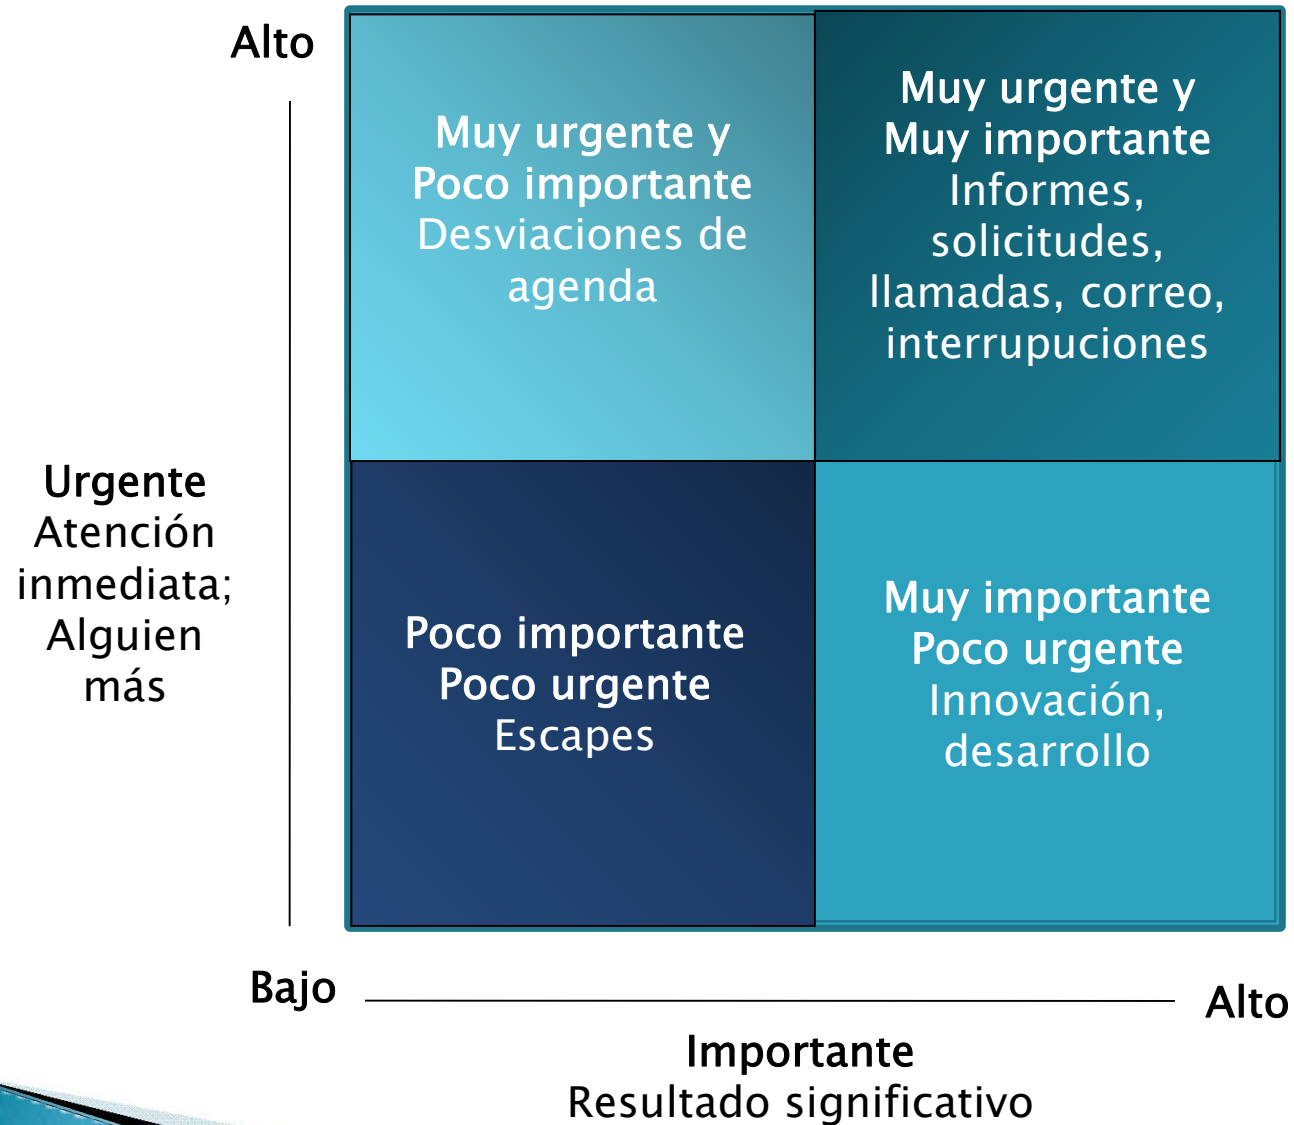 Alto
Muy urgente y
Poco importante
Desviaciones de
agenda
Muy urgente y
Muy importante
Informes,
solicitudes,
llamadas, correo,
interrupuciones
Urgente
Atención
inmediata;
Alguien
más
Poco importante
Poco urgente
Escapes
Muy importante
Poco urgente
Innovación,
desarrollo
Bajo
Alto
Importante
Resultado significativo